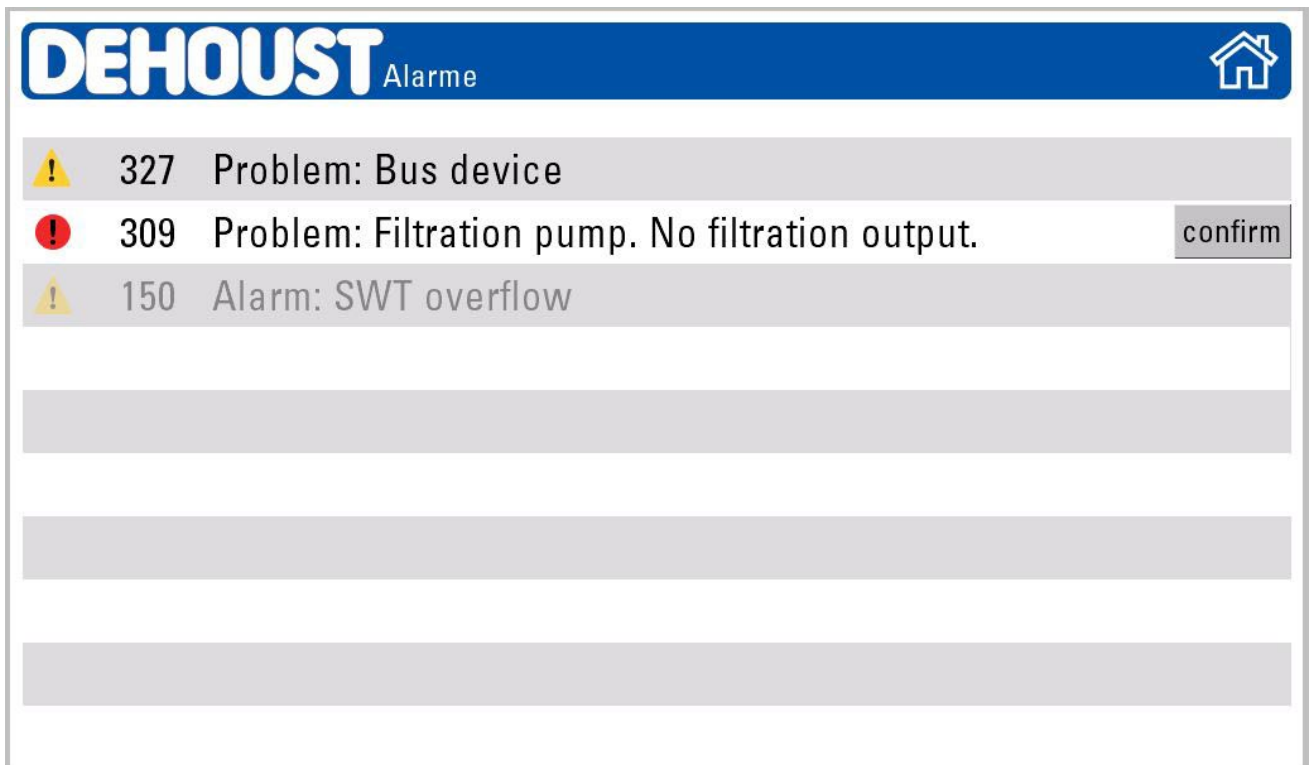 DEHOUST Alarme
327 Problem: Bus device
309 Problem: Filtration pump. No filtration output. confirm
150 Alarm: SWT overflow